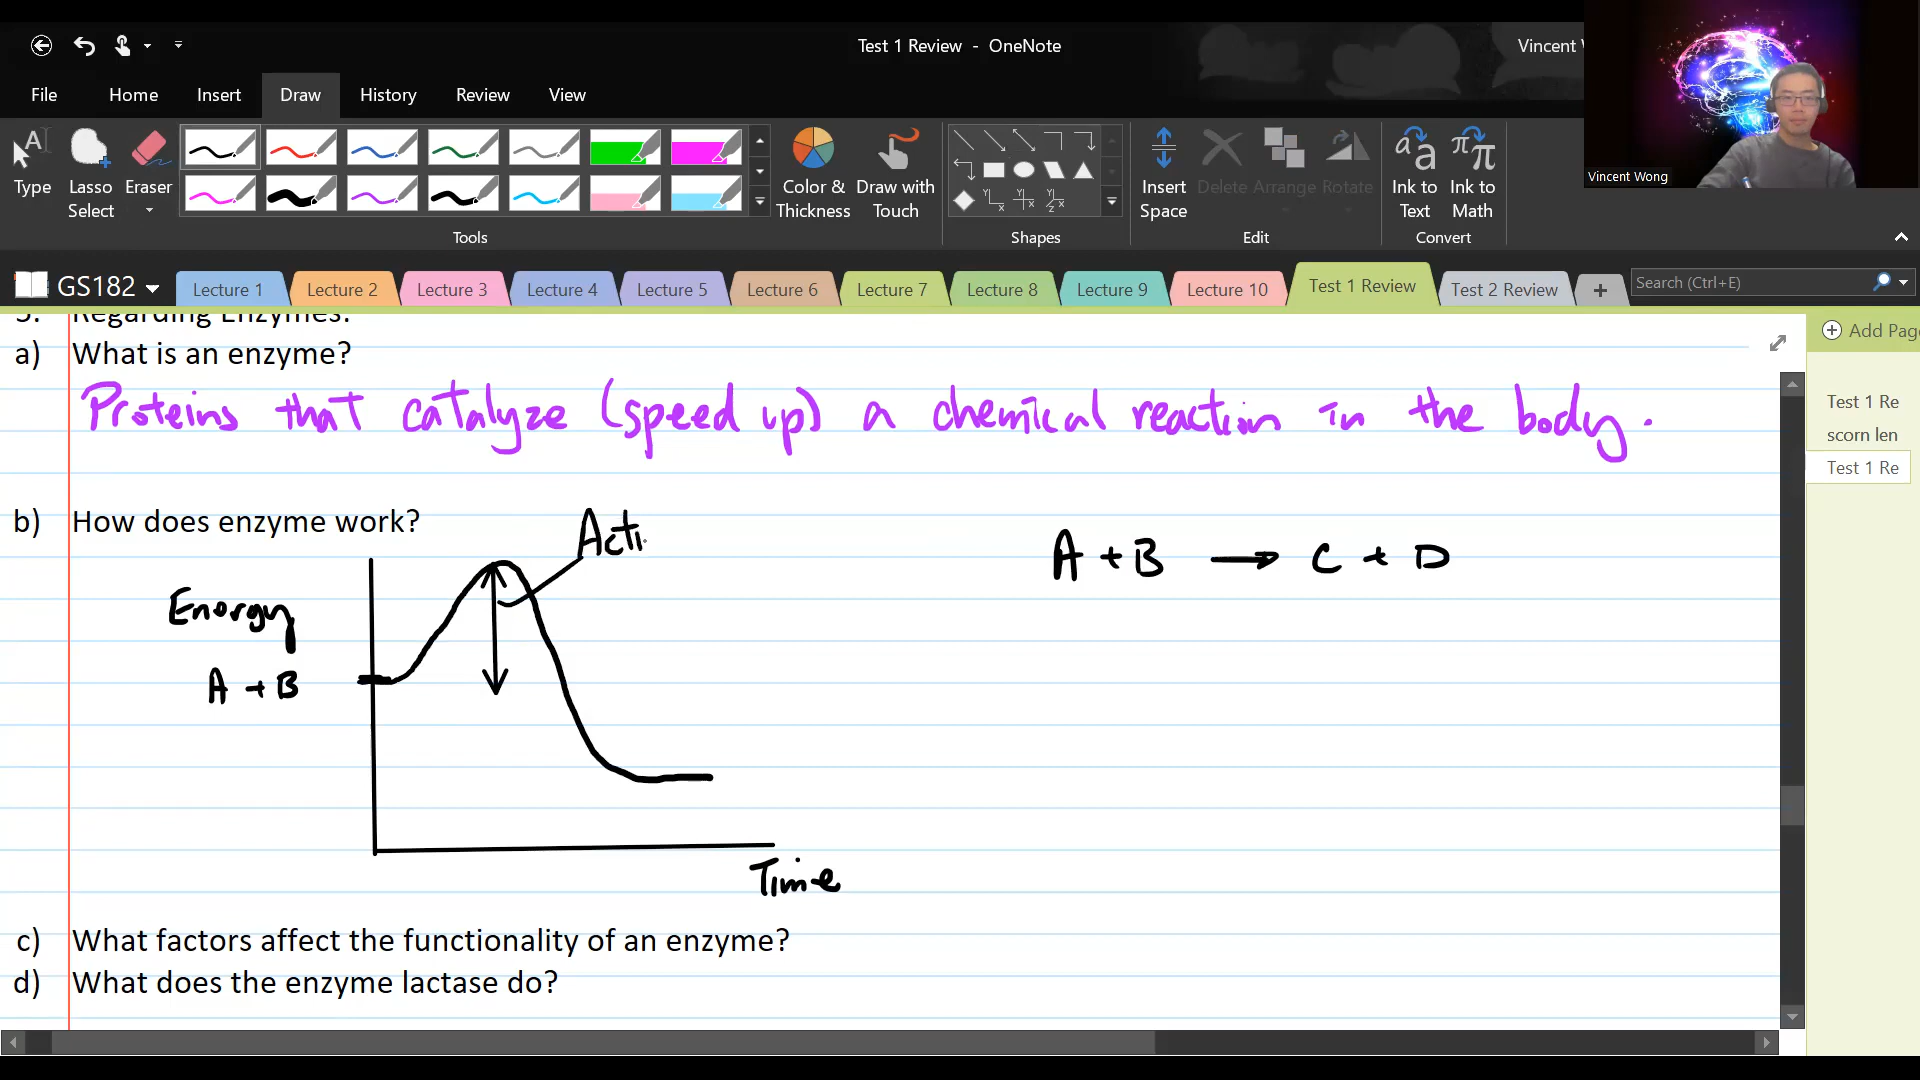 Test 1 Review - OneNote
Vincent W
File Home Insert Draw History Review View
Type
Lasso Select
Eraser
Color & Thickness
Draw with Touch
Insert Space
Delete
Arrange
Rotate
Ink to Text
Ink to Math
Tools
Shapes
Edit
Convert
Vincent Wong
GS182
Lecture 1 Lecture 2 Lecture 3 Lecture 4 Lecture 5 Lecture 6 Lecture 7 Lecture 8 Lecture 9 Lecture 10 Test 1 Review Test 2 Review
Search (Ctrl+E)
Add Pag
Test 1 Re
scorn len
Test 1 Re
Regarding Enzymes:
a) What is an enzyme?
Proteins that catalyze (speed up) a chemical reaction in the body.
b) How does enzyme work?
Acti
A + B → C + D
Energy
A + B
Time
c) What factors affect the functionality of an enzyme?
d) What does the enzyme lactase do?